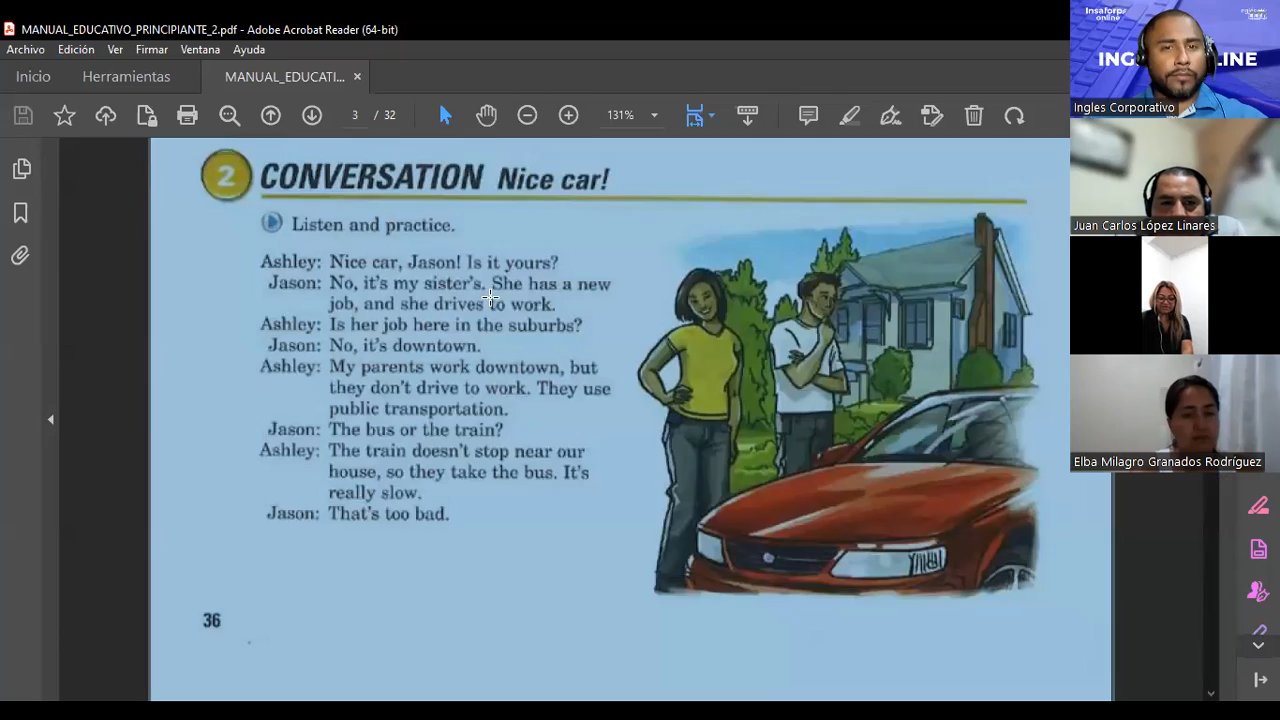 MANUAL_EDUCATIVO_PRINCIPIANTE_2.pdf - Adobe Acrobat Reader (64-bit)
Archivo Edición Ver Firmar Ventana Ayuda
Inicio Herramientas MANUAL_EDUCATI... ×
3 / 32 131%
2 CONVERSATION Nice car!
Listen and practice.
Ashley: Nice car, Jason! Is it yours?
Jason: No, it's my sister's. She has a new
job, and she drives to work.
Ashley: Is her job here in the suburbs?
Jason: No, it's downtown.
Ashley: My parents work downtown, but
they don't drive to work. They use
public transportation.
Jason: The bus or the train?
Ashley: The train doesn't stop near our
house, so they take the bus. It's
really slow.
Jason: That's too bad.
36
Insaforp
online
ING LINE
Ingles Corporativo
Juan Carlos López Linares
Elba Milagro Granados Rodríguez